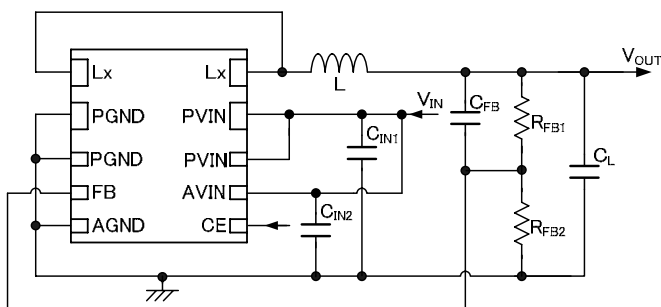 Lx
Lx
L
VOUT
PGND
PVIN
VIN
CFB
RFB1
CIN1
PGND
PVIN
CL
FB
AVIN
CIN2
RFB2
AGND
CE